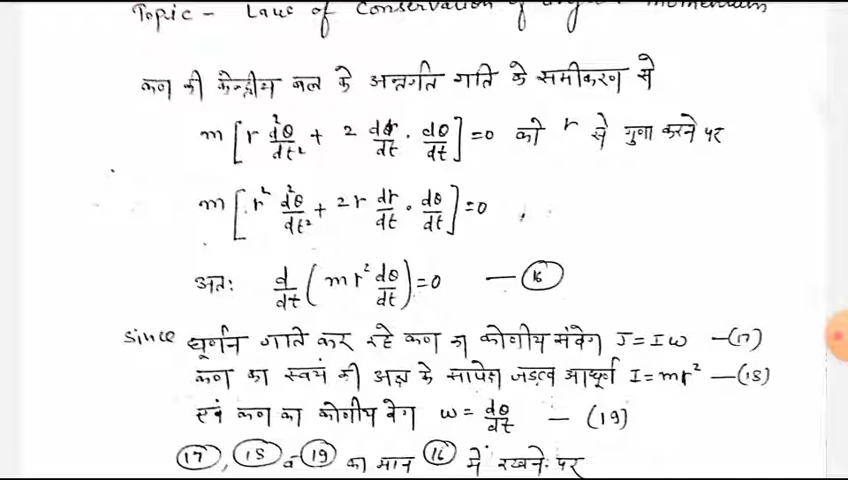 Topic - Law of Conservation of Angular momentum
कण की केन्द्रीय बल के अन्तर्गत गति के समीकरण से
m[r d²θ/dt² + 2 dr/dt . dθ/dt] = 0 को r से गुणा करने पर
m[r² d²θ/dt² + 2r dr/dt . dθ/dt] = 0
अतः d/dt (mr² dθ/dt) = 0 — (16)
since घूर्णन गति कर रहे कण का कोणीय संवेग J = Iω — (17)
कण का स्वयं की अक्ष के सापेक्ष जड़त्व आघूर्ण I = mr² — (18)
एवं कण का कोणीय वेग ω = dθ/dt — (19)
(17), (18) व (19) का मान (16) में रखने पर